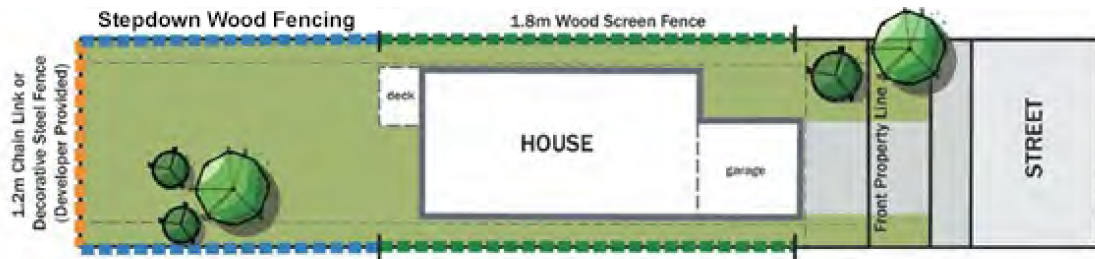 Stepdown Wood Fencing
1.8m Wood Screen Fence
1.2m Chain Link or
Decorative Steel Fence
(Developer Provided)
deck
HOUSE
garage
Front Property Line
STREET